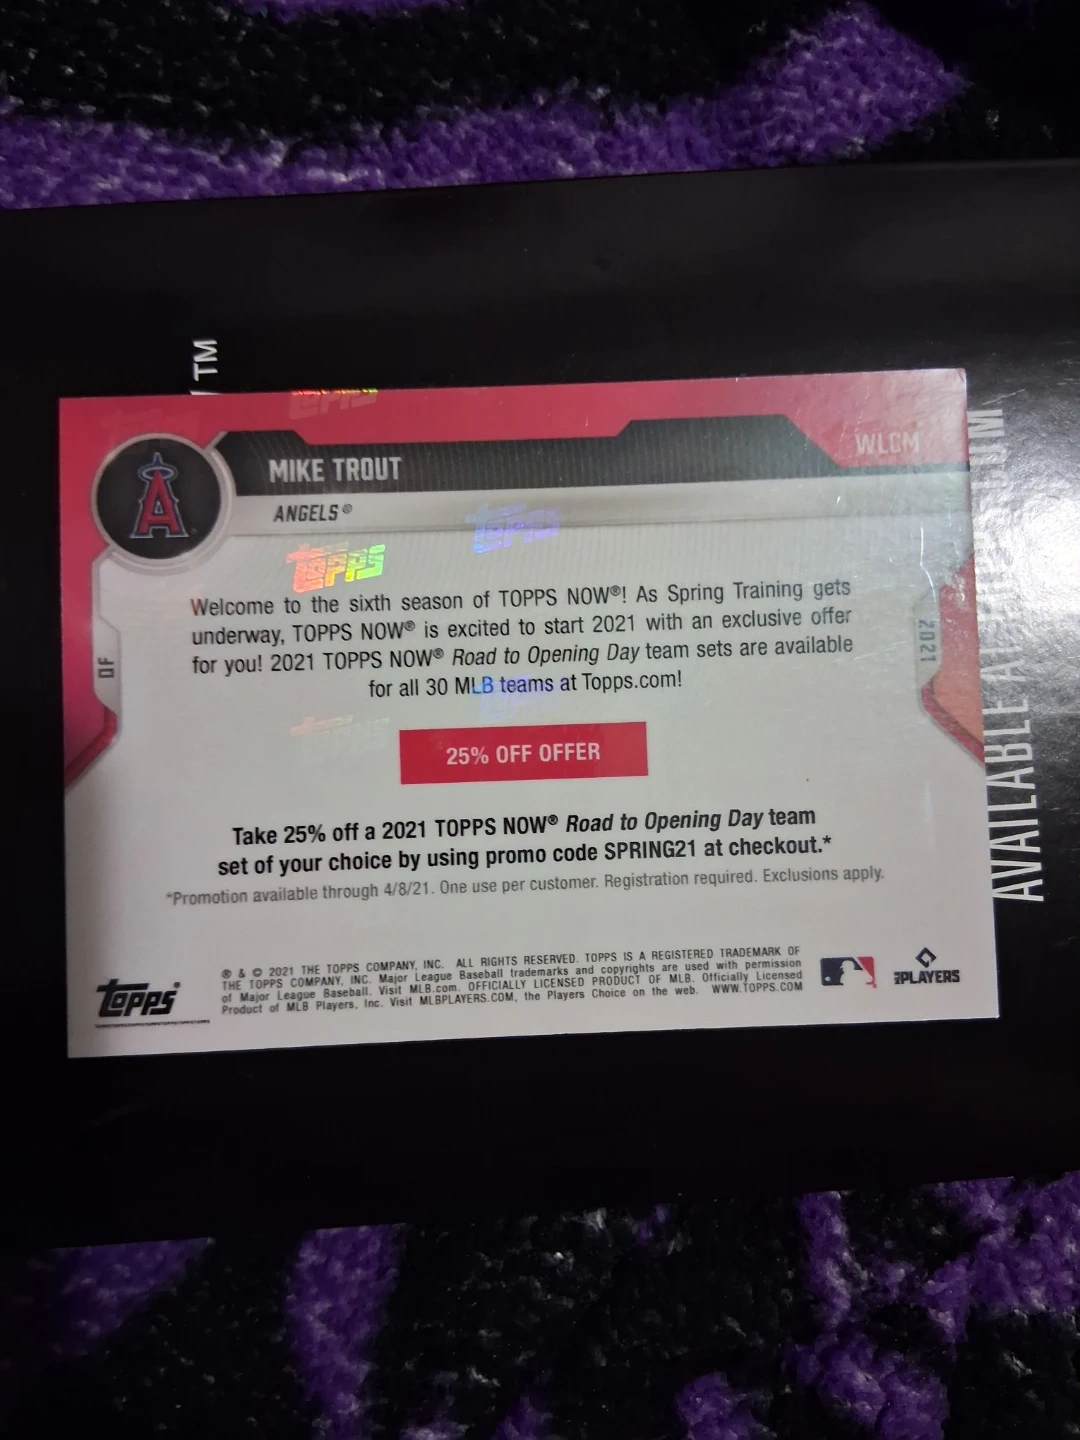 TM
WLCM
MIKE TROUT
ANGELS®
TOPPS
TOPPS
Welcome to the sixth season of TOPPS NOW®! As Spring Training gets
underway, TOPPS NOW® is excited to start 2021 with an exclusive offer
for you! 2021 TOPPS NOW® Road to Opening Day team sets are available
for all 30 MLB teams at Topps.com!
OF
2021
25% OFF OFFER
Take 25% off a 2021 TOPPS NOW® Road to Opening Day team
set of your choice by using promo code SPRING21 at checkout.*
*Promotion available through 4/8/21. One use per customer. Registration required. Exclusions apply.
® & © 2021 THE TOPPS COMPANY, INC. ALL RIGHTS RESERVED. TOPPS IS A REGISTERED TRADEMARK OF
THE TOPPS COMPANY, INC. Major League Baseball trademarks and copyrights are used with permission
of Major League Baseball. Visit MLB.com. OFFICIALLY LICENSED PRODUCT OF MLB. Officially Licensed
Product of MLB Players, Inc. Visit MLBPLAYERS.COM, the Players Choice on the web. WWW.TOPPS.COM
Topps®
PLAYERS
AVAILABLE